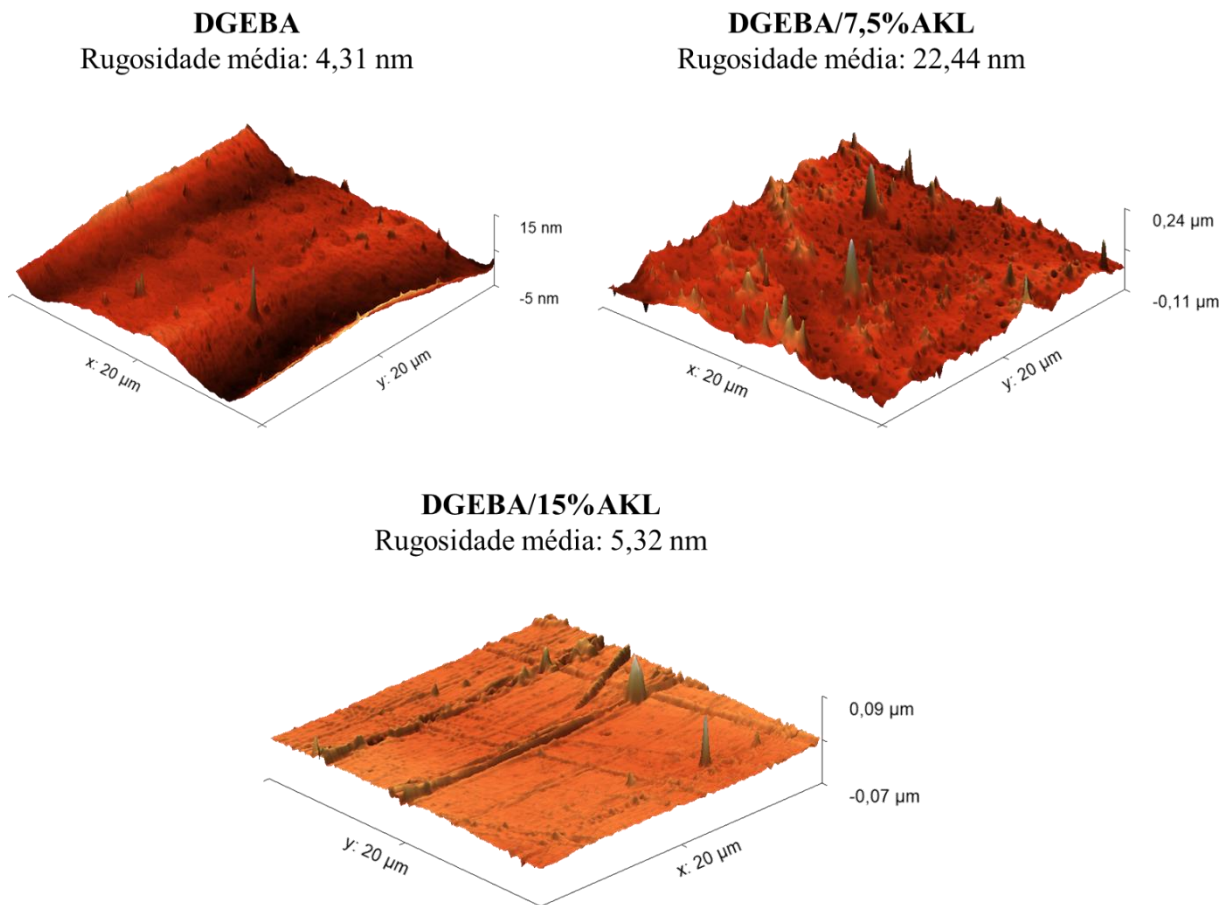 DGEBA
Rugosidade média: 4,31 nm
15 nm
-5 nm
x: 20 µm
y: 20 µm
DGEBA/7,5%AKL
Rugosidade média: 22,44 nm
0,24 µm
-0,11 µm
x: 20 µm
y: 20 µm
DGEBA/15%AKL
Rugosidade média: 5,32 nm
0,09 µm
-0,07 µm
y: 20 µm
x: 20 µm